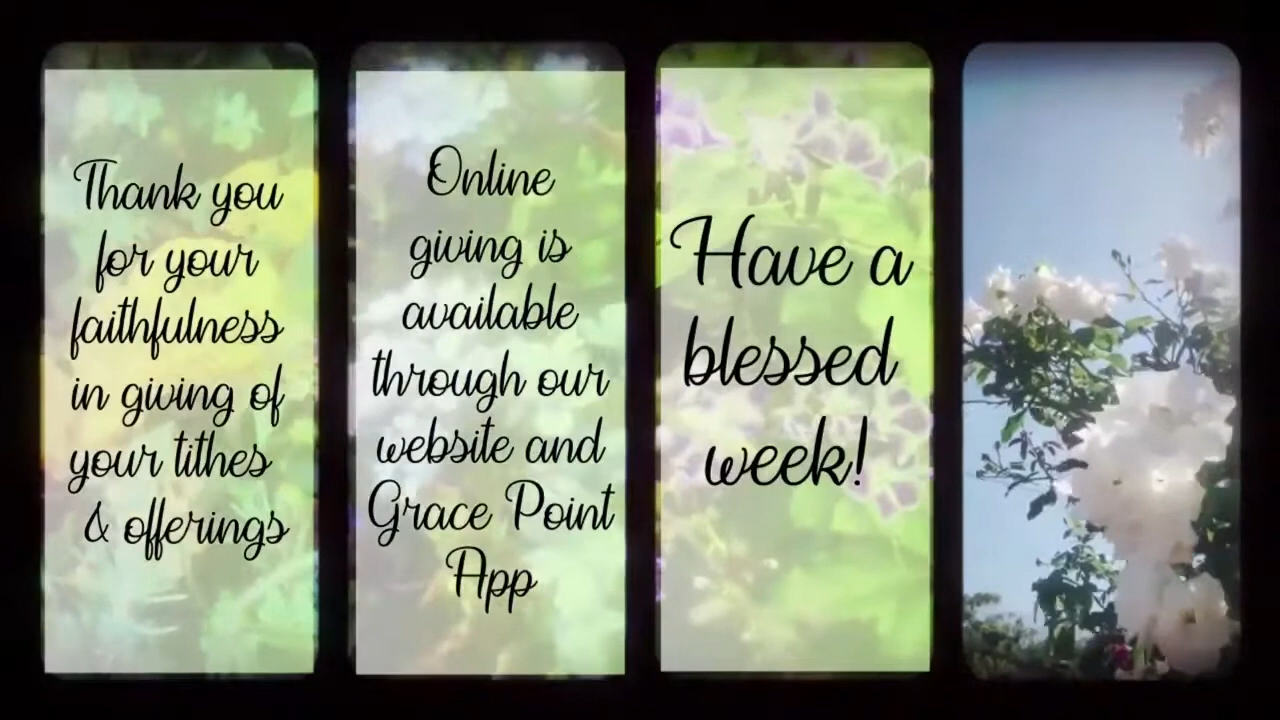 Thank you
for your
faithfulness
in giving of
your tithes
& offerings
Online
giving is
available
through our
website and
Grace Point
App
Have a
blessed
week!